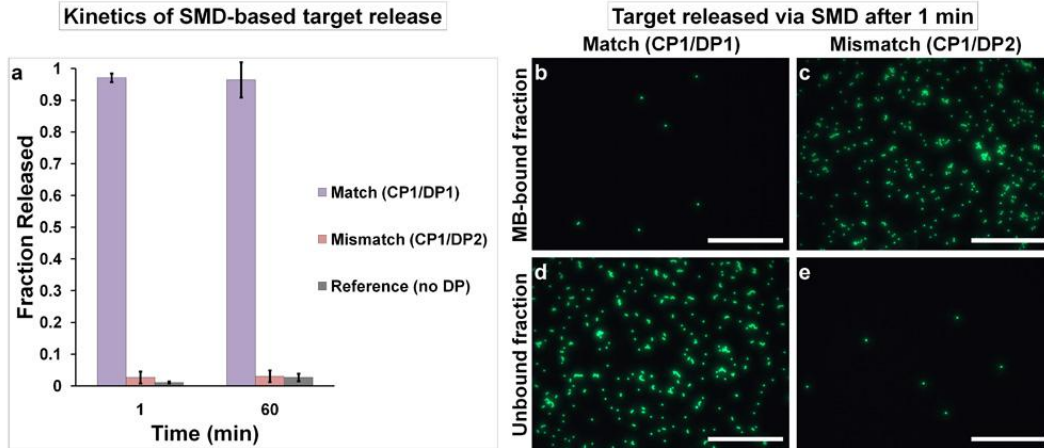 Kinetics of SMD-based target release
Target released via SMD after 1 min
Match (CP1/DP1)
Mismatch (CP1/DP2)
a
1
0.9
0.8
0.7
0.6
0.5
0.4
0.3
0.2
0.1
0
Fraction Released
1
60
Time (min)
Match (CP1/DP1)
Mismatch (CP1/DP2)
Reference (no DP)
MB-bound fraction
b
c
Unbound fraction
d
e